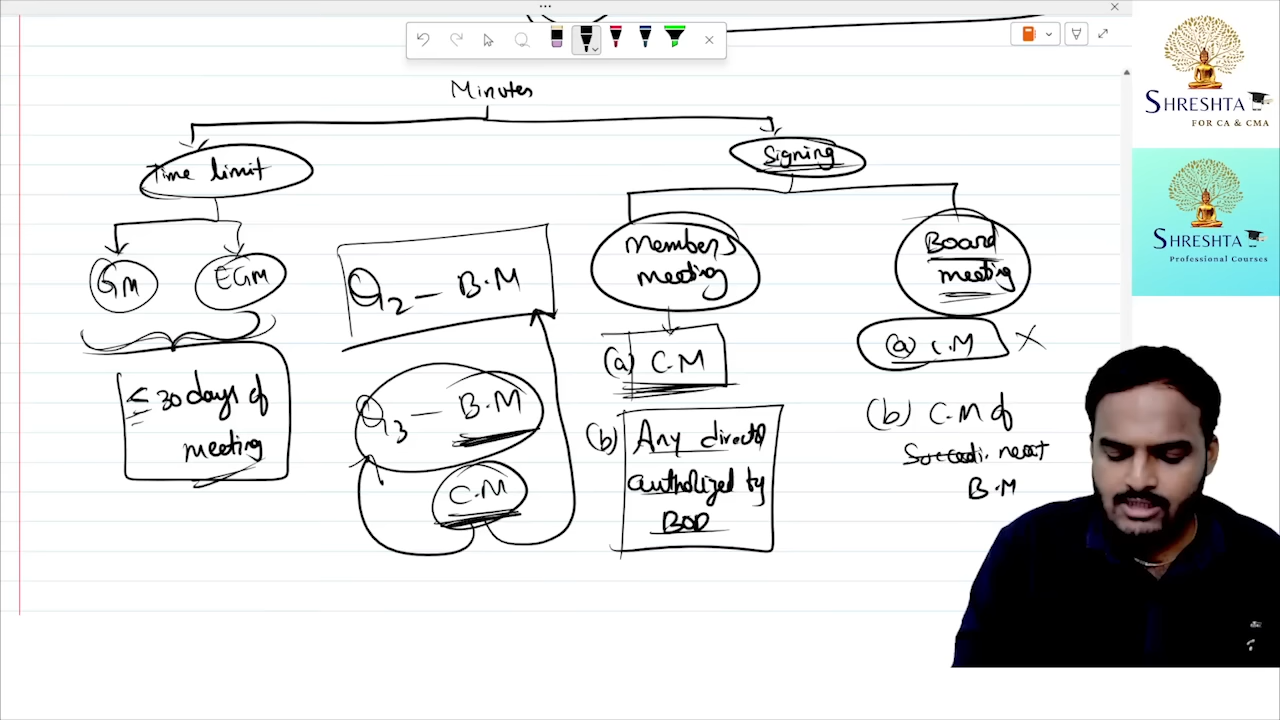 Minutes
Time limit
GM
EGM
≤ 30 days of
meeting
Q2 - B.M
Q3 - B.M
C.M
Signing
Members
meeting
(a) C.M
(b) Any director
authorized by
BOD
Board
meeting
(a) C.M X
(b) C.M of
next
B.M
SHRESHTA
FOR CA & CMA
SHRESHTA
Professional Courses